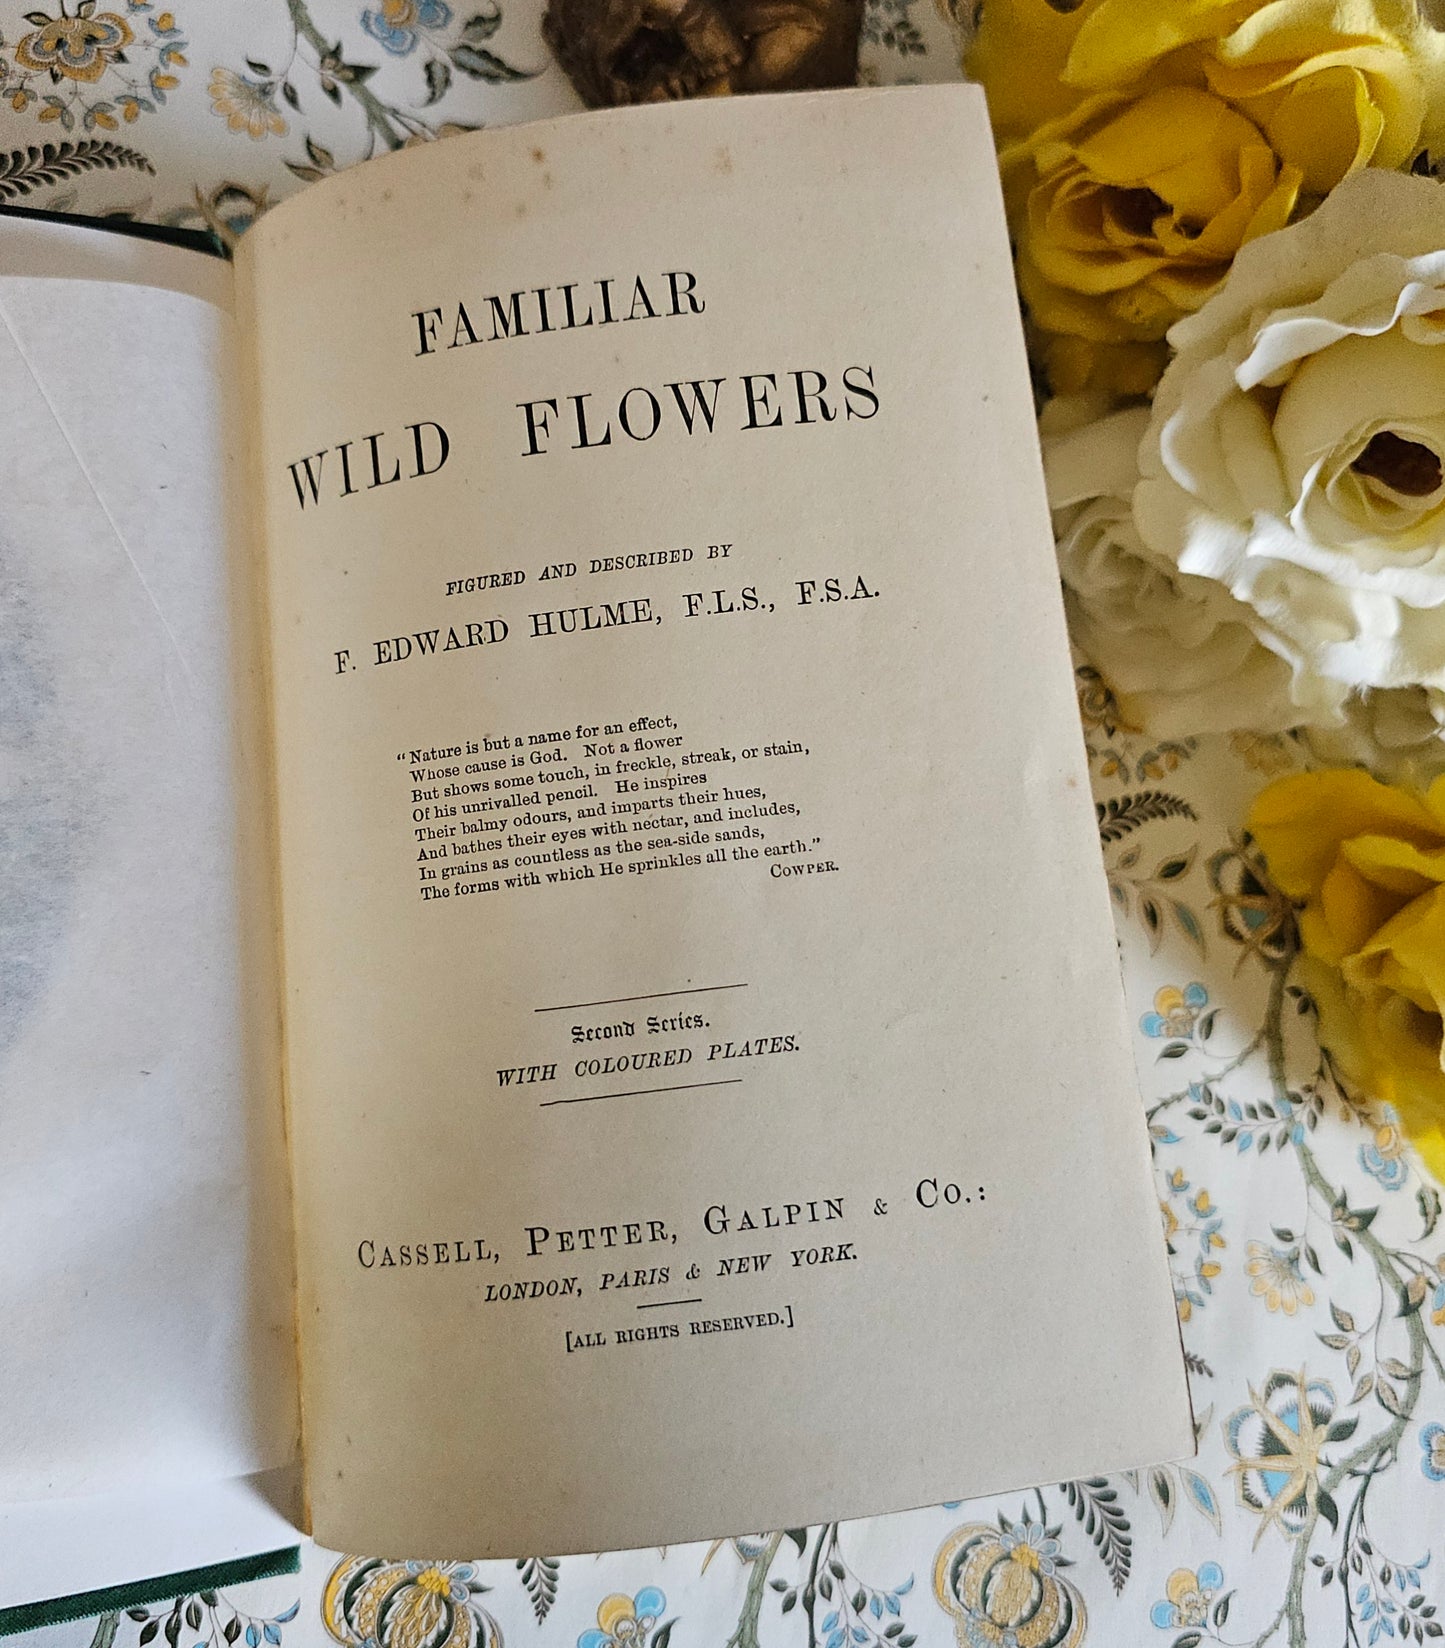 FAMILIAR
WILD FLOWERS
FIGURED AND DESCRIBED BY
F. EDWARD HULME, F.L.S., F.S.A.
“Nature is but a name for an effect,
Whose cause is God. Not a flower
But shows some touch, in freckle, streak, or stain,
Of his unrivalled pencil. He inspires
Their balmy odours, and imparts their hues,
And bathes their eyes with nectar, and includes,
In grains as countless as the sea-side sands,
The forms with which He sprinkles all the earth.”
COWPER.
Second Series.
WITH COLOURED PLATES.
CASSELL, PETTER, GALPIN & CO.:
LONDON, PARIS & NEW YORK.
[ALL RIGHTS RESERVED.]